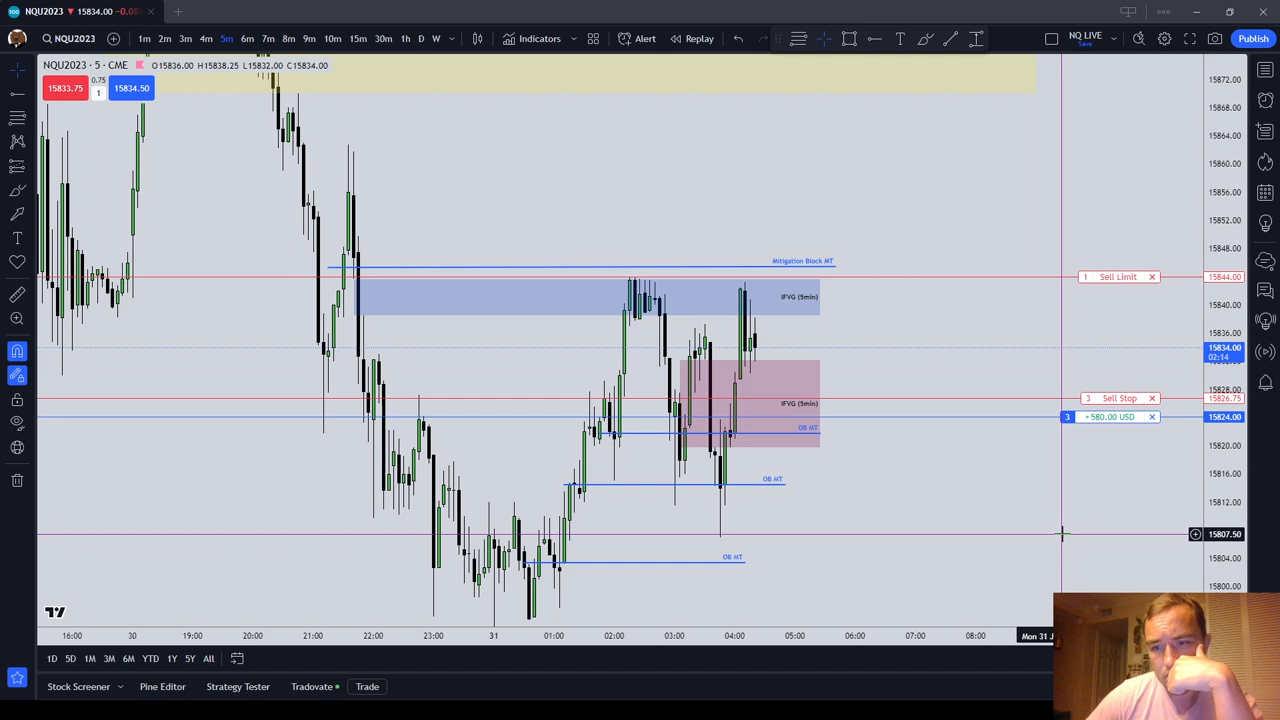 NQU2023 ▼ 15834.00 -0.08
NQU2023
1m 2m 3m 4m 5m 6m 7m 8m 9m 10m 15m 30m 1h D W
Indicators
Alert
Replay
NQ LIVE
Save
Publish
NQU2023 · 5 · CME
O15836.00 H15838.25 L15832.00 C15834.00
15833.75
0.75
1
15834.50
15872.00
15868.00
15864.00
15860.00
15856.00
15852.00
15848.00
Mitigation Block MT
1 Sell Limit
15844.00
IFVG (5min)
15840.00
15836.00
15834.00
02:14
15828.00
3 Sell Stop
15826.75
IFVG (5min)
3 +580.00 USD
15824.00
OB MT
15820.00
15816.00
OB MT
15812.00
15807.50
OB MT
15804.00
15800.00
16:00 30 19:00 20:00 21:00 22:00 23:00 31 01:00 02:00 03:00 04:00 05:00 06:00 07:00 08:00 Mon 31
1D 5D 1M 3M 6M YTD 1Y 5Y All
Stock Screener
Pine Editor
Strategy Tester
Tradovate
Trade